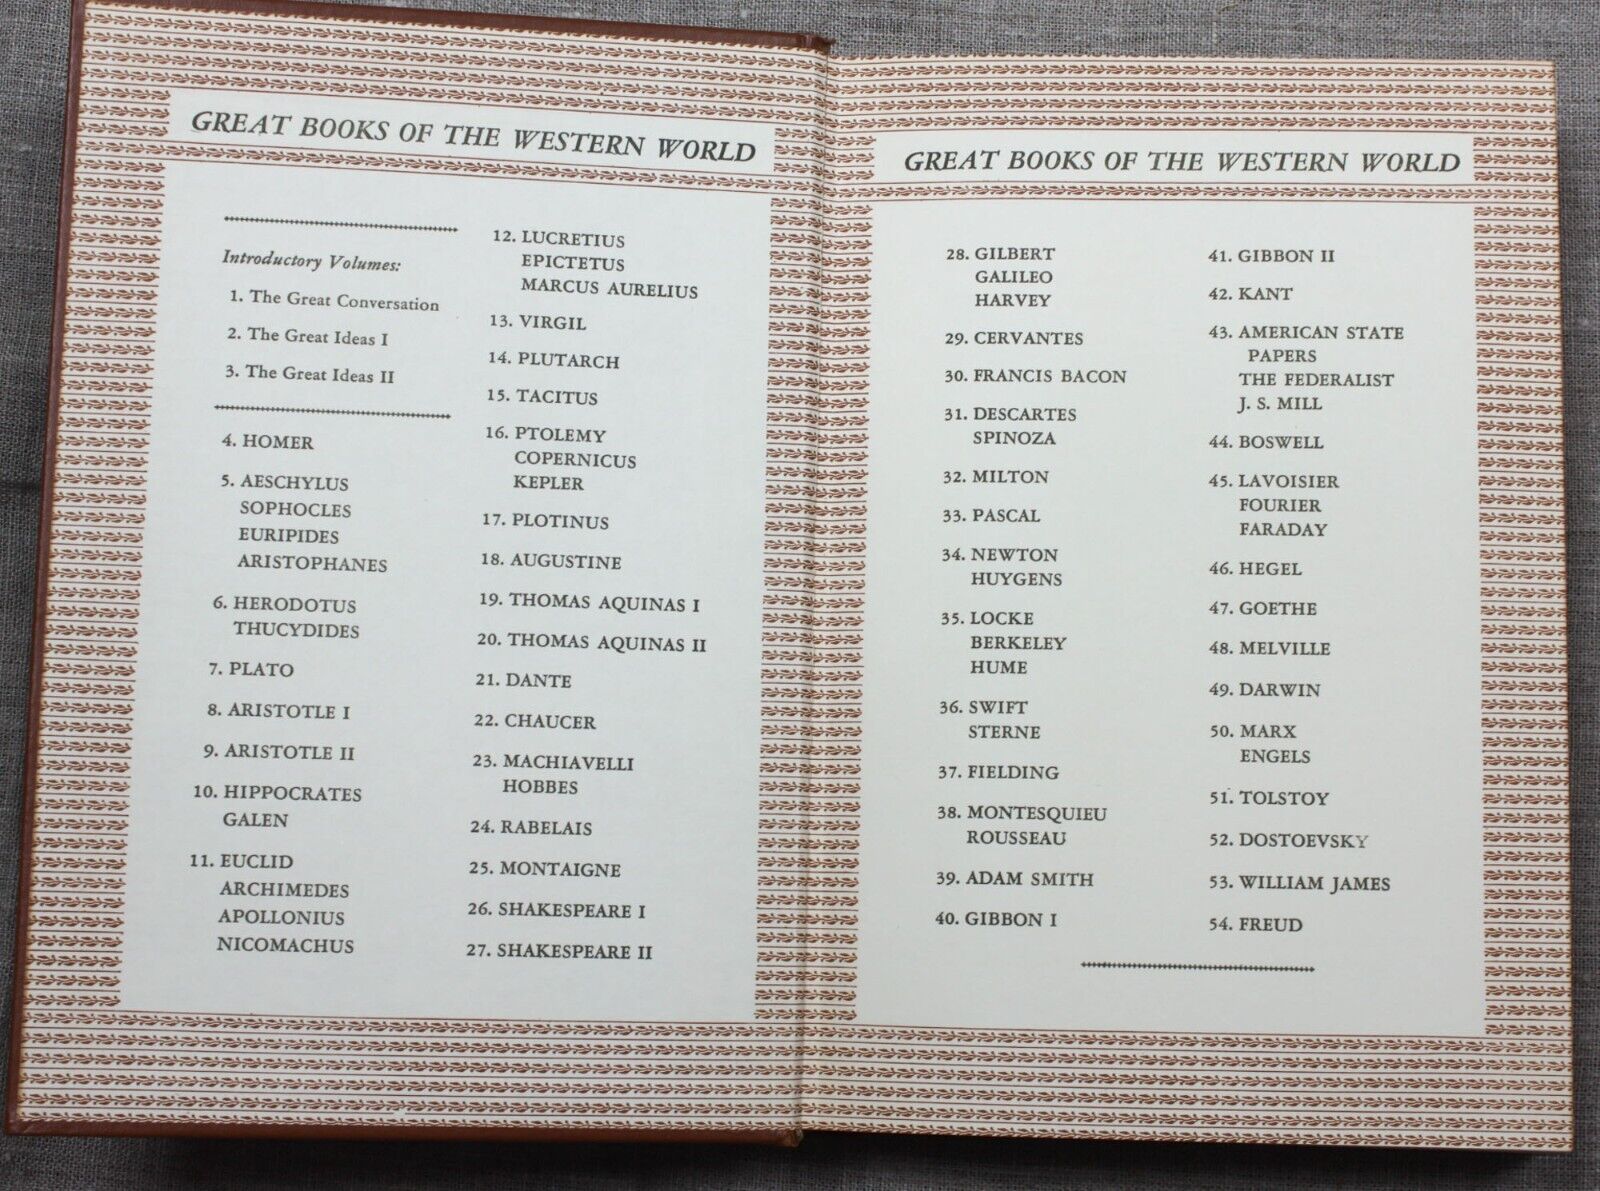 GREAT BOOKS OF THE WESTERN WORLD
Introductory Volumes:
1. The Great Conversation
2. The Great Ideas I
3. The Great Ideas II
4. HOMER
5. AESCHYLUS
SOPHOCLES
EURIPIDES
ARISTOPHANES
6. HERODOTUS
THUCYDIDES
7. PLATO
8. ARISTOTLE I
9. ARISTOTLE II
10. HIPPOCRATES
GALEN
11. EUCLID
ARCHIMEDES
APOLLONIUS
NICOMACHUS
12. LUCRETIUS
EPICTETUS
MARCUS AURELIUS
13. VIRGIL
14. PLUTARCH
15. TACITUS
16. PTOLEMY
COPERNICUS
KEPLER
17. PLOTINUS
18. AUGUSTINE
19. THOMAS AQUINAS I
20. THOMAS AQUINAS II
21. DANTE
22. CHAUCER
23. MACHIAVELLI
HOBBES
24. RABELAIS
25. MONTAIGNE
26. SHAKESPEARE I
27. SHAKESPEARE II
GREAT BOOKS OF THE WESTERN WORLD
28. GILBERT
GALILEO
HARVEY
29. CERVANTES
30. FRANCIS BACON
31. DESCARTES
SPINOZA
32. MILTON
33. PASCAL
34. NEWTON
HUYGENS
35. LOCKE
BERKELEY
HUME
36. SWIFT
STERNE
37. FIELDING
38. MONTESQUIEU
ROUSSEAU
39. ADAM SMITH
40. GIBBON I
41. GIBBON II
42. KANT
43. AMERICAN STATE
PAPERS
THE FEDERALIST
J. S. MILL
44. BOSWELL
45. LAVOISIER
FOURIER
FARADAY
46. HEGEL
47. GOETHE
48. MELVILLE
49. DARWIN
50. MARX
ENGELS
51. TOLSTOY
52. DOSTOEVSKY
53. WILLIAM JAMES
54. FREUD